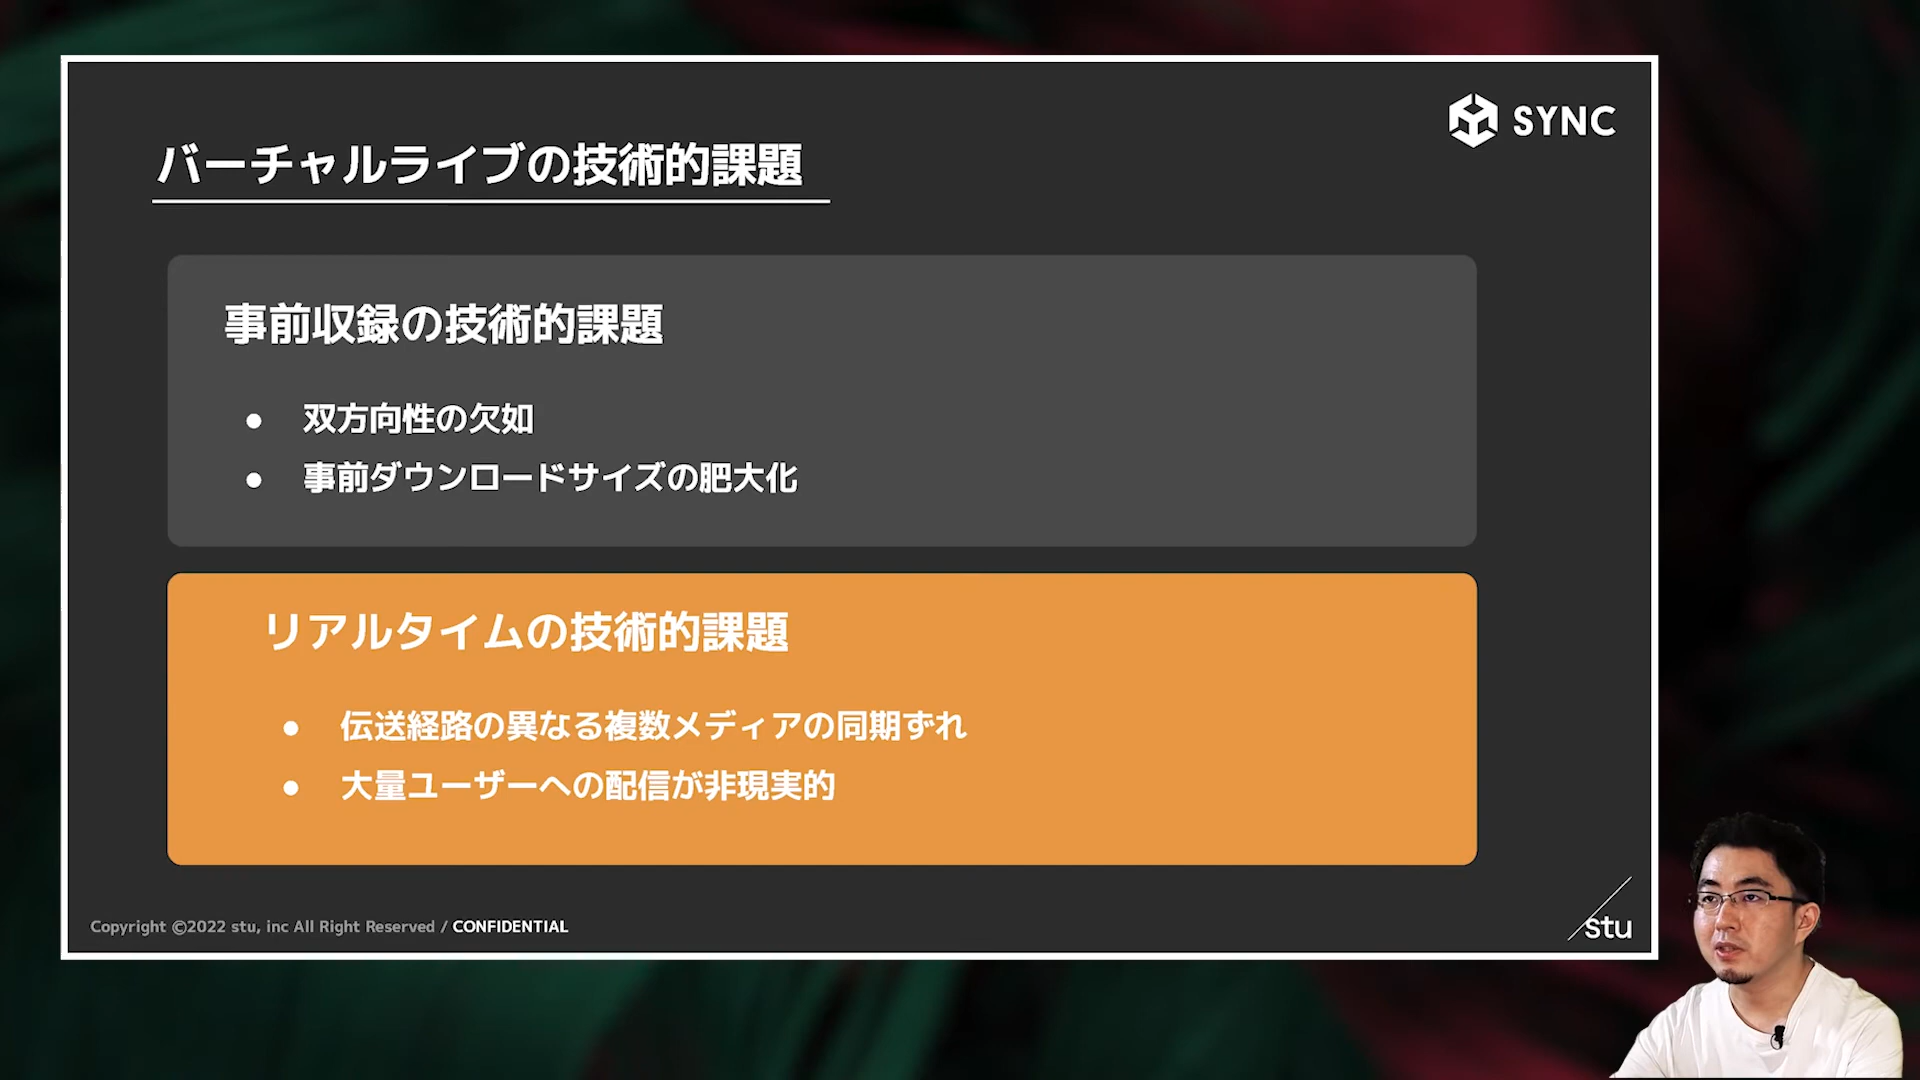 SYNC
バーチャルライブの技術的課題
事前収録の技術的課題
● 双方向性の欠如
● 事前ダウンロードサイズの肥大化
リアルタイムの技術的課題
● 伝送経路の異なる複数メディアの同期ずれ
● 大量ユーザーへの配信が非現実的
Copyright ©2022 stu, inc All Right Reserved / CONFIDENTIAL
stu